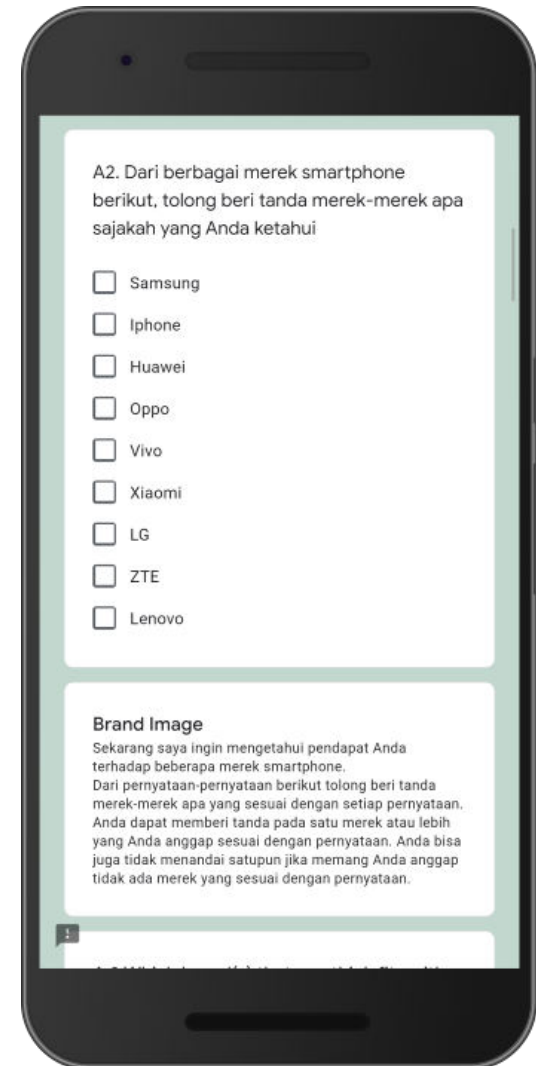 A2. Dari berbagai merek smartphone
berikut, tolong beri tanda merek-merek apa
sajakah yang Anda ketahui
Samsung
Iphone
Huawei
Oppo
Vivo
Xiaomi
LG
ZTE
Lenovo
Brand Image
Sekarang saya ingin mengetahui pendapat Anda
terhadap beberapa merek smartphone.
Dari pernyataan-pernyataan berikut tolong beri tanda
merek-merek apa yang sesuai dengan setiap pernyataan.
Anda dapat memberi tanda pada satu merek atau lebih
yang Anda anggap sesuai dengan pernyataan. Anda bisa
juga tidak menandai satupun jika memang Anda anggap
tidak ada merek yang sesuai dengan pernyataan.